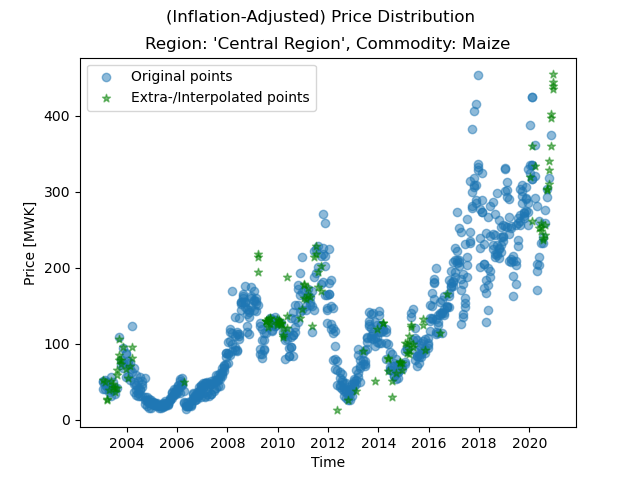 (Inflation-Adjusted) Price Distribution
Region: 'Central Region', Commodity: Maize
Original points
Extra-/Interpolated points
400
300
200
100
0
Price [MWK]
2004 2006 2008 2010 2012 2014 2016 2018 2020
Time